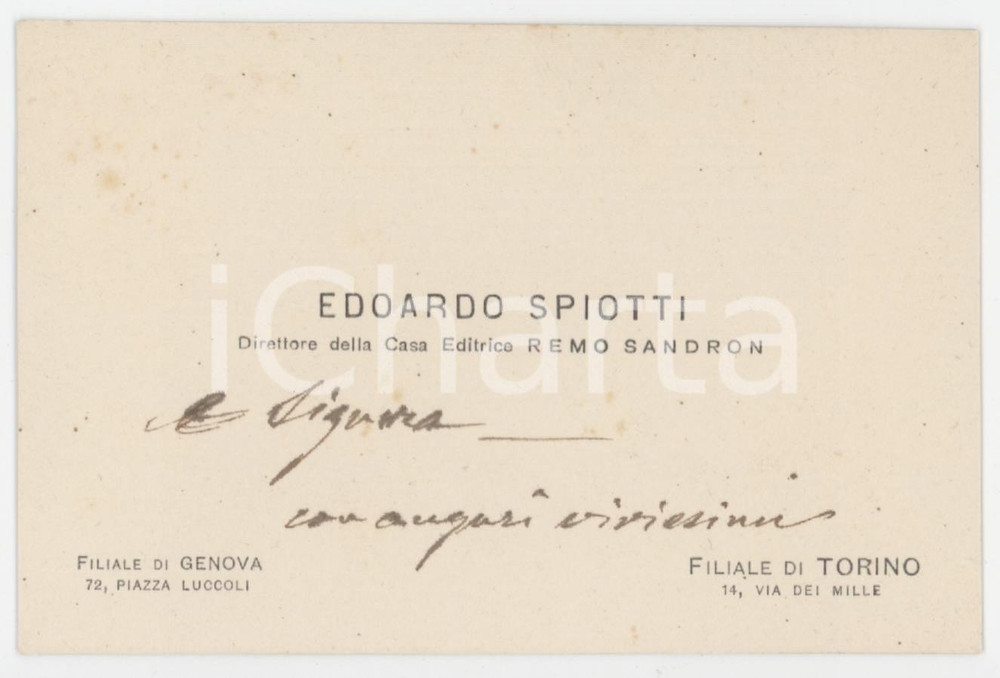 EDOARDO SPIOTTI
Direttore della Casa Editrice REMO SANDRON
e Signora
con auguri vivissimi
FILIALE DI GENOVA
72, PIAZZA LUCCOLI
FILIALE DI TORINO
14, VIA DEI MILLE
iCharta